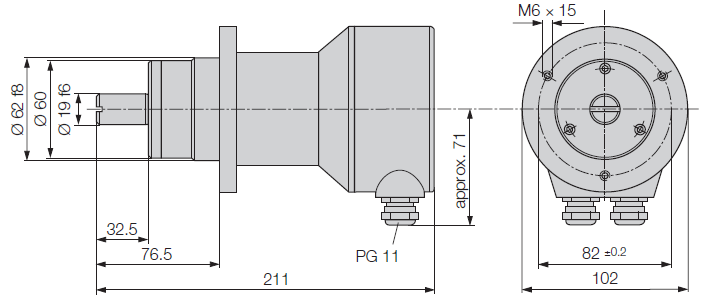 M6 × 15
Ø 62 f8
Ø 60
Ø 19 f6
approx. 71
32.5
76.5
PG 11
211
82 ±0.2
102